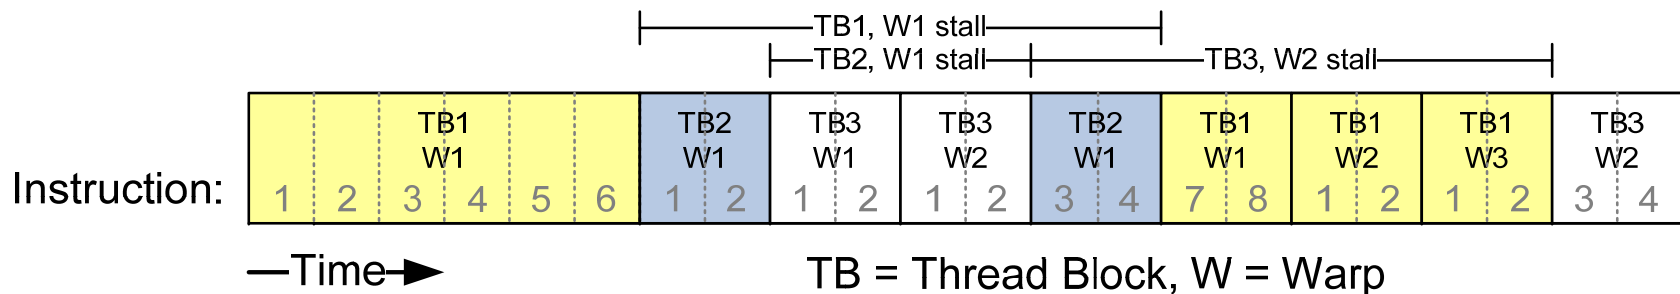 TB1, W1 stall
TB2, W1 stall
TB3, W2 stall
TB1 TB2 TB3 TB3 TB2 TB1 TB1 TB1 TB3
W1 W1 W1 W2 W1 W1 W2 W3 W2
Instruction: 1 2 3 4 5 6 1 2 1 2 1 2 3 4 7 8 1 2 1 2 3 4
Time
TB = Thread Block, W = Warp